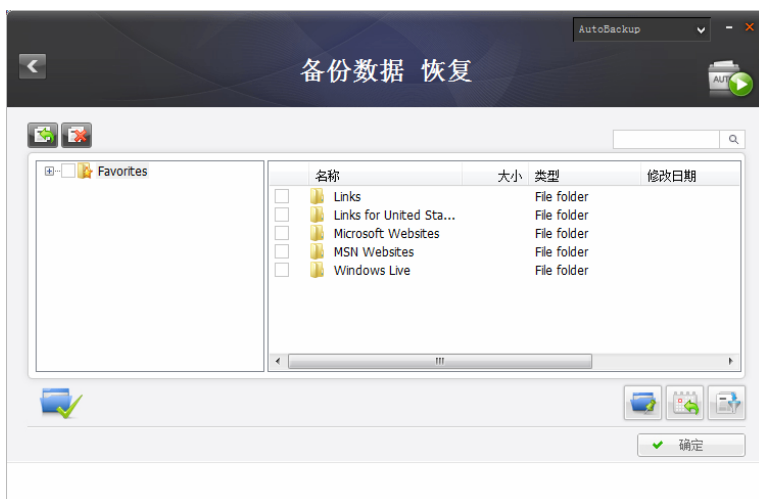 AutoBackup
备份数据 恢复
AUTO
Favorites
名称 大小 类型 修改日期
Links File folder
Links for United Sta... File folder
Microsoft Websites File folder
MSN Websites File folder
Windows Live File folder
确定